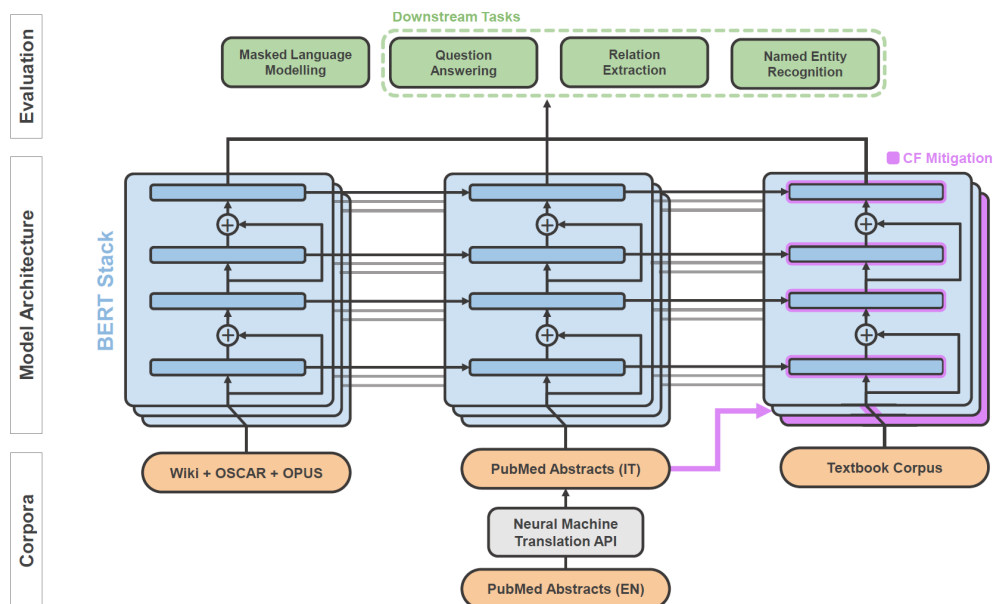 Evaluation
Downstream Tasks
Masked Language
Modelling
Question
Answering
Relation
Extraction
Named Entity
Recognition
CF Mitigation
Model Architecture
BERT Stack
Wiki + OSCAR + OPUS
PubMed Abstracts (IT)
Textbook Corpus
Corpora
Neural Machine
Translation API
PubMed Abstracts (EN)